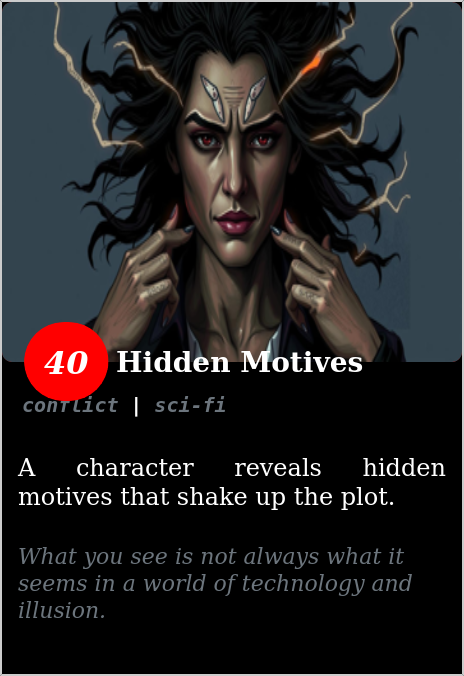 40 Hidden Motives
conflict | sci-fi
A character reveals hidden
motives that shake up the plot.
What you see is not always what it
seems in a world of technology and
illusion.